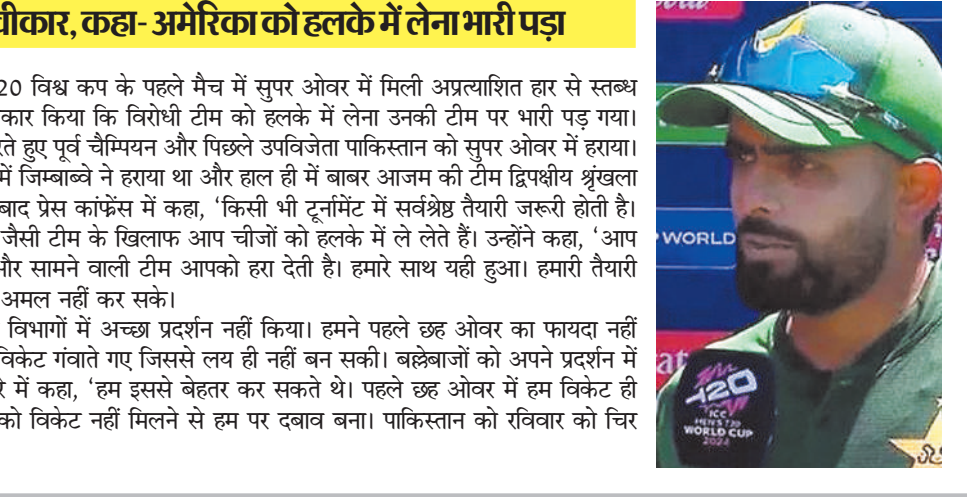 वीकार, कहा- अमेरिका को हलके में लेना भारी पड़ा
20 विश्व कप के पहले मैच में सुपर ओवर में मिली अप्रत्याशित हार से स्तब्ध
कार किया कि विरोधी टीम को हलके में लेना उनकी टीम पर भारी पड़ गया।
रते हुए पूर्व चैम्पियन और पिछले उपविजेता पाकिस्तान को सुपर ओवर में हराया।
में जिम्बाब्वे ने हराया था और हाल ही में बाबर आजम की टीम द्विपक्षीय श्रृंखला
बाद प्रेस कांफ्रेंस में कहा, ‘किसी भी टूर्नामेंट में सर्वश्रेष्ठ तैयारी जरूरी होती है।
जैसी टीम के खिलाफ आप चीजों को हलके में ले लेते हैं। उन्होंने कहा, ‘आप
और सामने वाली टीम आपको हरा देती है। हमारे साथ यही हुआ। हमारी तैयारी
अमल नहीं कर सके।
विभागों में अच्छा प्रदर्शन नहीं किया। हमने पहले छह ओवर का फायदा नहीं
विकेट गंवाते गए जिससे लय ही नहीं बन सकी। बल्लेबाजों को अपने प्रदर्शन में
रे में कहा, ‘हम इससे बेहतर कर सकते थे। पहले छह ओवर में हम विकेट ही
को विकेट नहीं मिलने से हम पर दबाव बना। पाकिस्तान को रविवार को चिर
WORLD
T20
ICC
MEN'S T20
WORLD CUP
2024